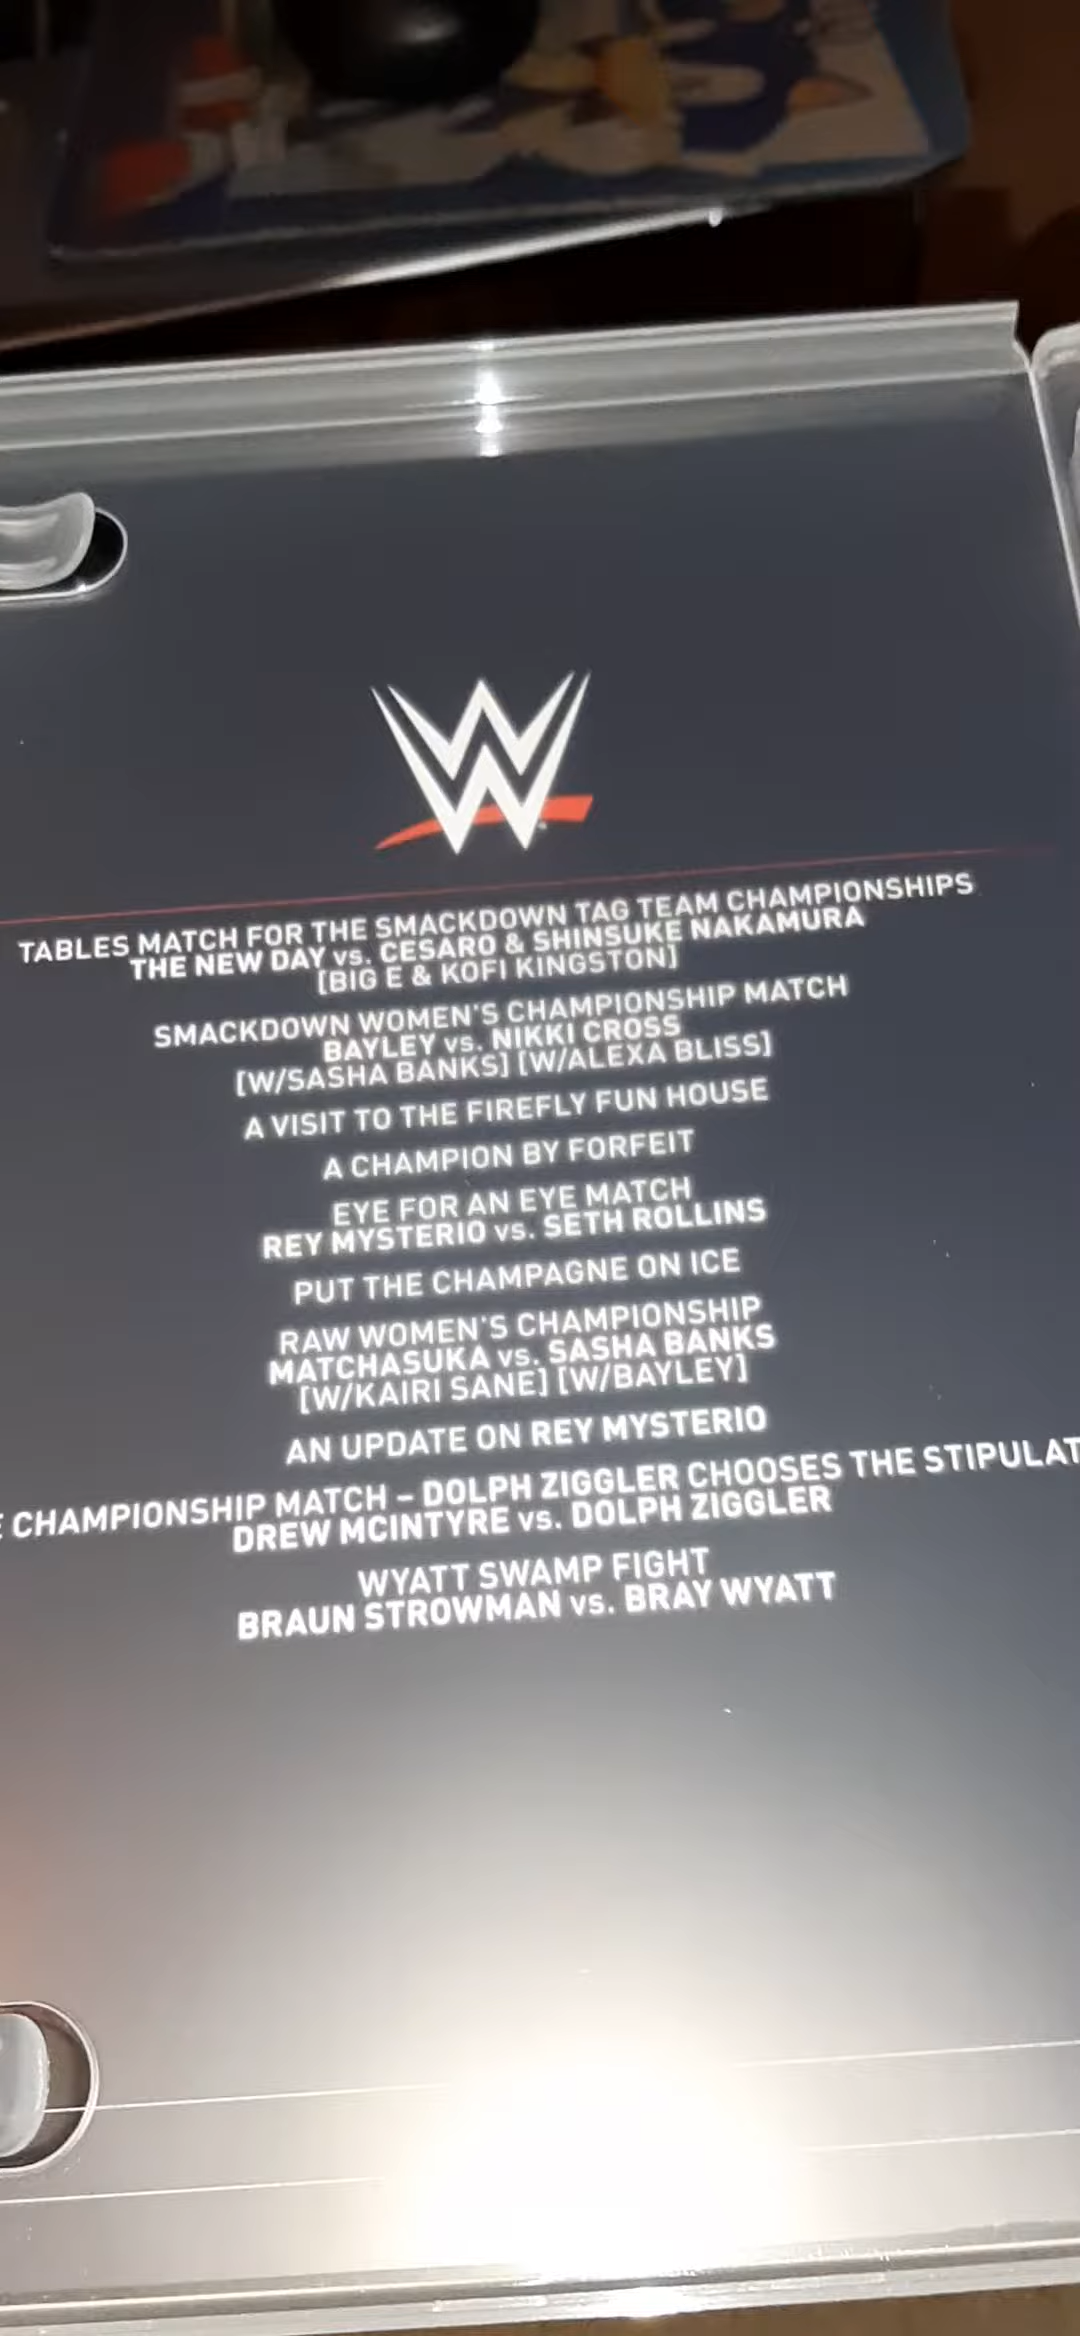 W
TABLES MATCH FOR THE SMACKDOWN TAG TEAM CHAMPIONSHIPS
THE NEW DAY vs. CESARO & SHINSUKE NAKAMURA
[BIG E & KOFI KINGSTON]
SMACKDOWN WOMEN'S CHAMPIONSHIP MATCH
BAYLEY vs. NIKKI CROSS
[W/SASHA BANKS] [W/ALEXA BLISS]
A VISIT TO THE FIREFLY FUN HOUSE
A CHAMPION BY FORFEIT
EYE FOR AN EYE MATCH
REY MYSTERIO vs. SETH ROLLINS
PUT THE CHAMPAGNE ON ICE
RAW WOMEN'S CHAMPIONSHIP
MATCHASUKA vs. SASHA BANKS
[W/KAIRI SANE] [W/BAYLEY]
AN UPDATE ON REY MYSTERIO
E CHAMPIONSHIP MATCH – DOLPH ZIGGLER CHOOSES THE STIPULAT
DREW MCINTYRE vs. DOLPH ZIGGLER
WYATT SWAMP FIGHT
BRAUN STROWMAN vs. BRAY WYATT